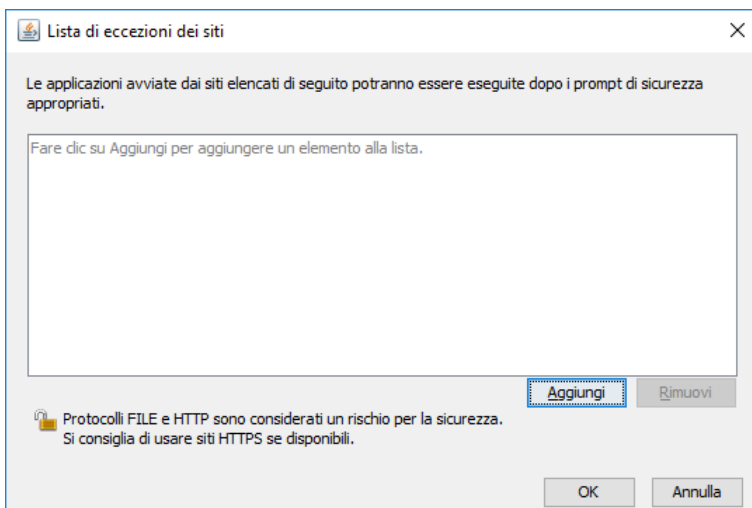 Lista di eccezioni dei siti
Le applicazioni avviate dai siti elencati di seguito potranno essere eseguite dopo i prompt di sicurezza
appropriati.
Fare clic su Aggiungi per aggiungere un elemento alla lista.
Aggiungi Rimuovi
Protocolli FILE e HTTP sono considerati un rischio per la sicurezza.
Si consiglia di usare siti HTTPS se disponibili.
OK Annulla